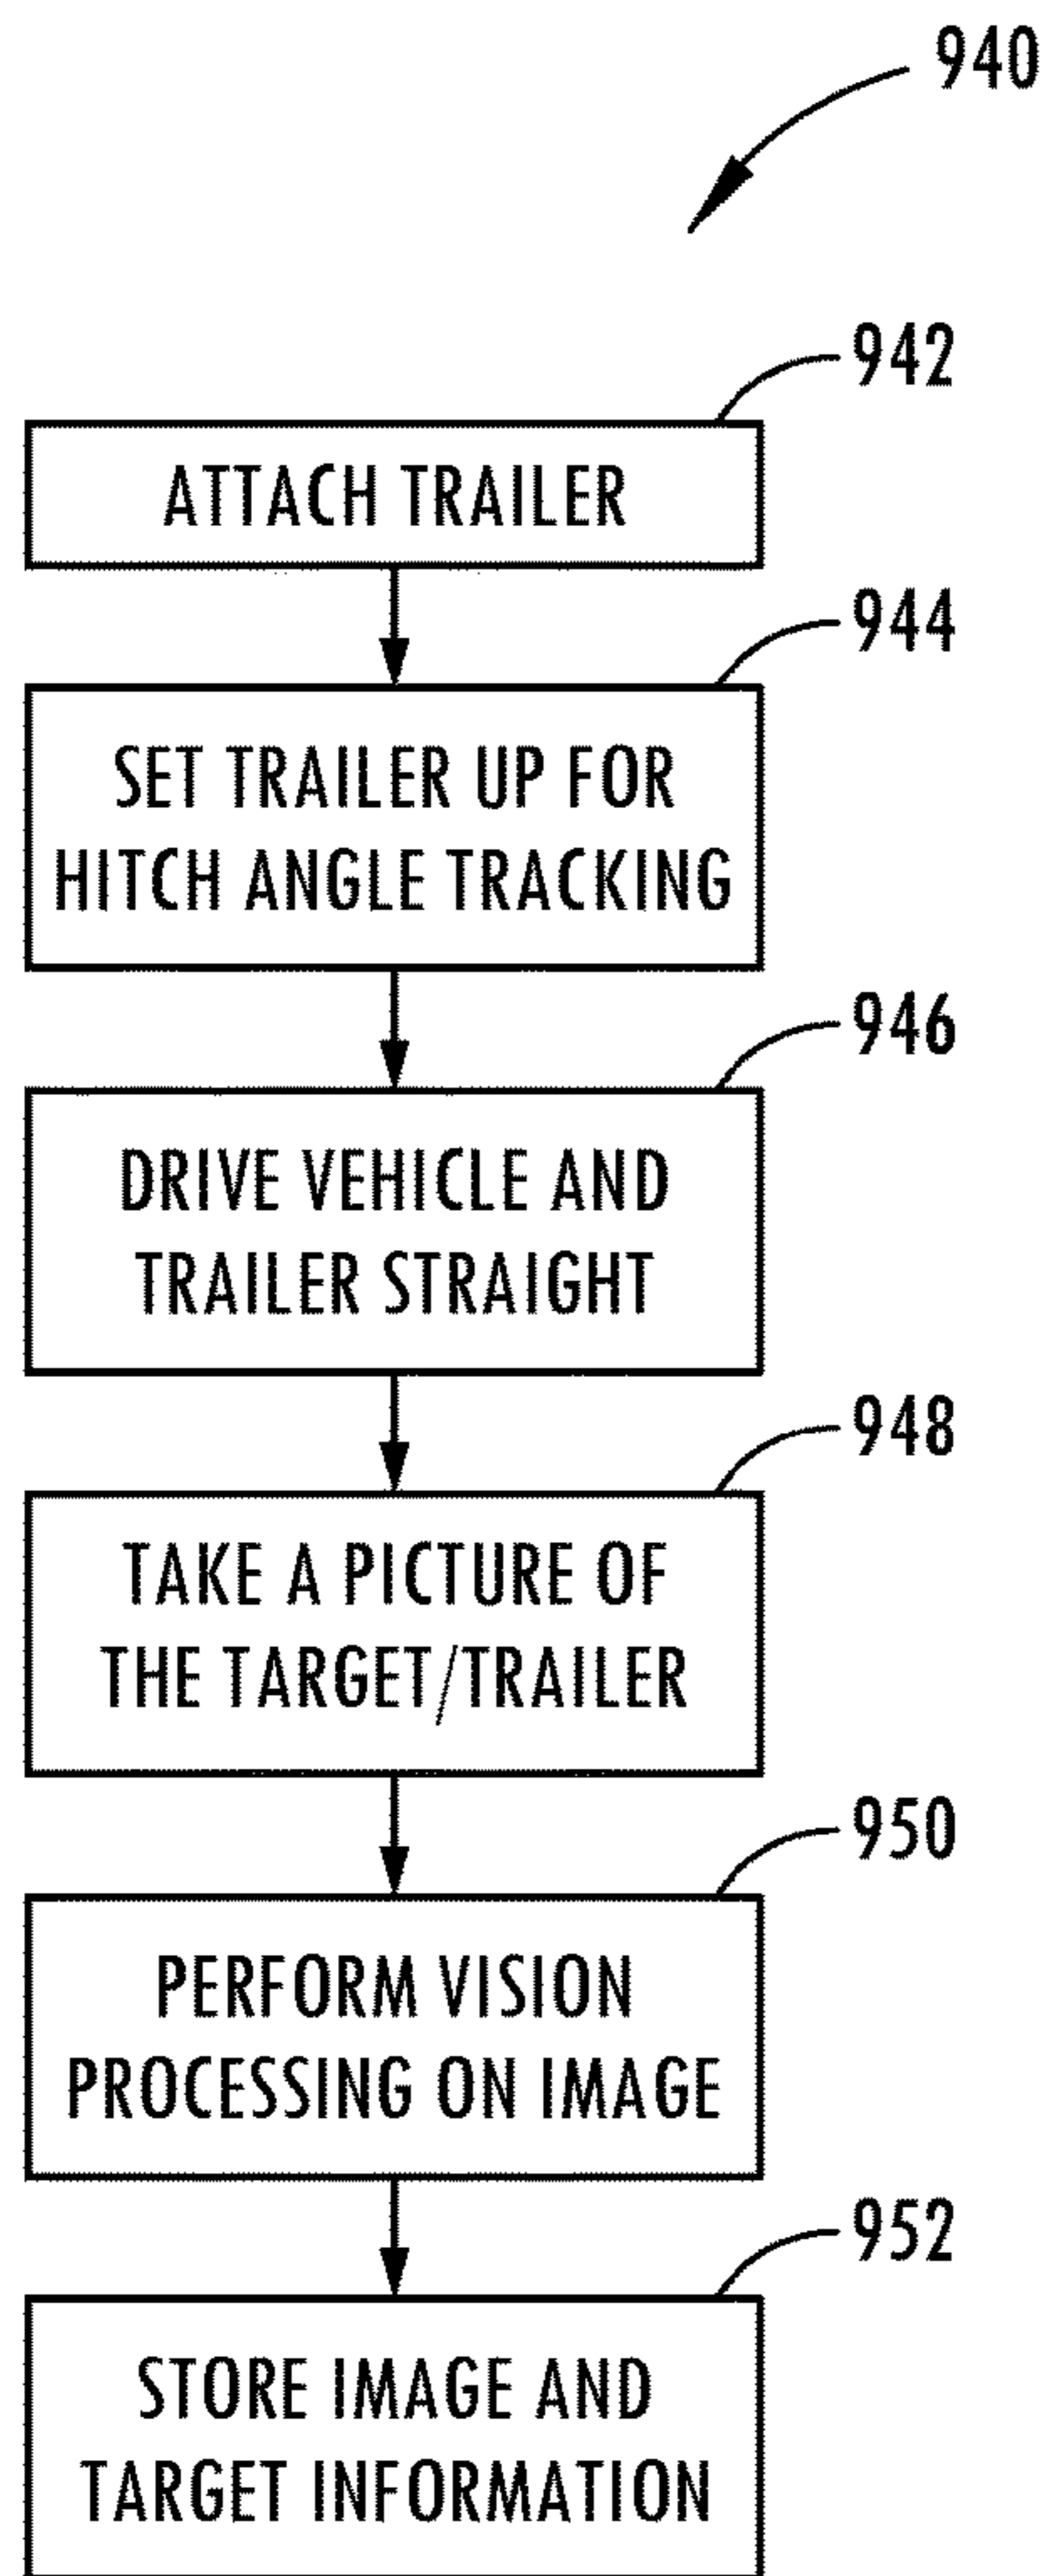 940
942
ATTACH TRAILER
944
SET TRAILER UP FOR
HITCH ANGLE TRACKING
946
DRIVE VEHICLE AND
TRAILER STRAIGHT
948
TAKE A PICTURE OF
THE TARGET/TRAILER
950
PERFORM VISION
PROCESSING ON IMAGE
952
STORE IMAGE AND
TARGET INFORMATION